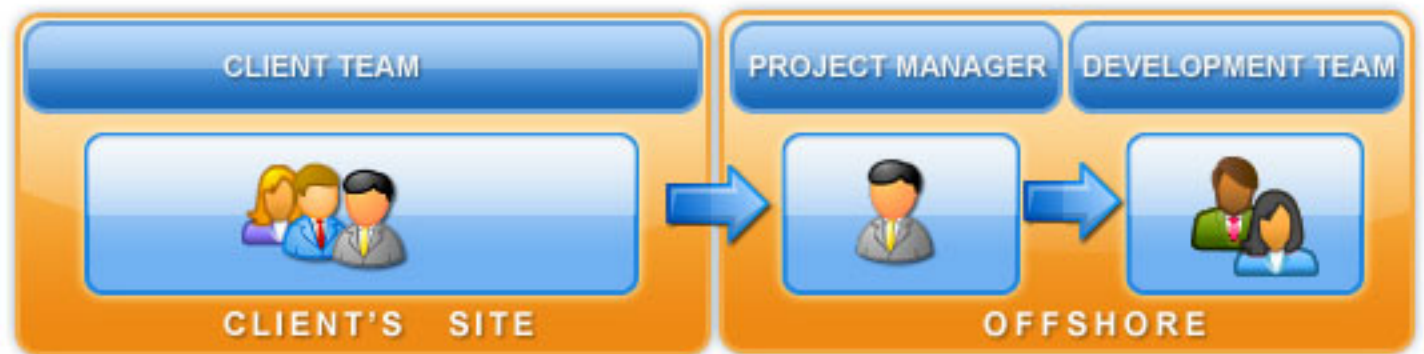 CLIENT TEAM
PROJECT MANAGER
DEVELOPMENT TEAM
CLIENT'S SITE
OFFSHORE